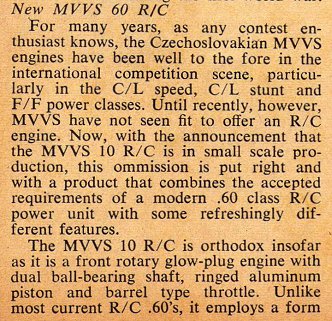 New MVVS 60 R/C
For many years, as any contest en-
thusiast knows, the Czechoslovakian MVVS
engines have been well to the fore in the
international competition scene, particu-
larly in the C/L speed, C/L stunt and
F/F power classes. Until recently, however,
MVVS have not seen fit to offer an R/C
engine. Now, with the announcement that
the MVVS 10 R/C is in small scale pro-
duction, this ommission is put right and
with a product that combines the accepted
requirements of a modern .60 class R/C
power unit with some refreshingly dif-
ferent features.
The MVVS 10 R/C is orthodox insofar
as it is a front rotary glow-plug engine with
dual ball-bearing shaft, ringed aluminum
piston and barrel type throttle. Unlike
most current R/C .60's, it employs a form